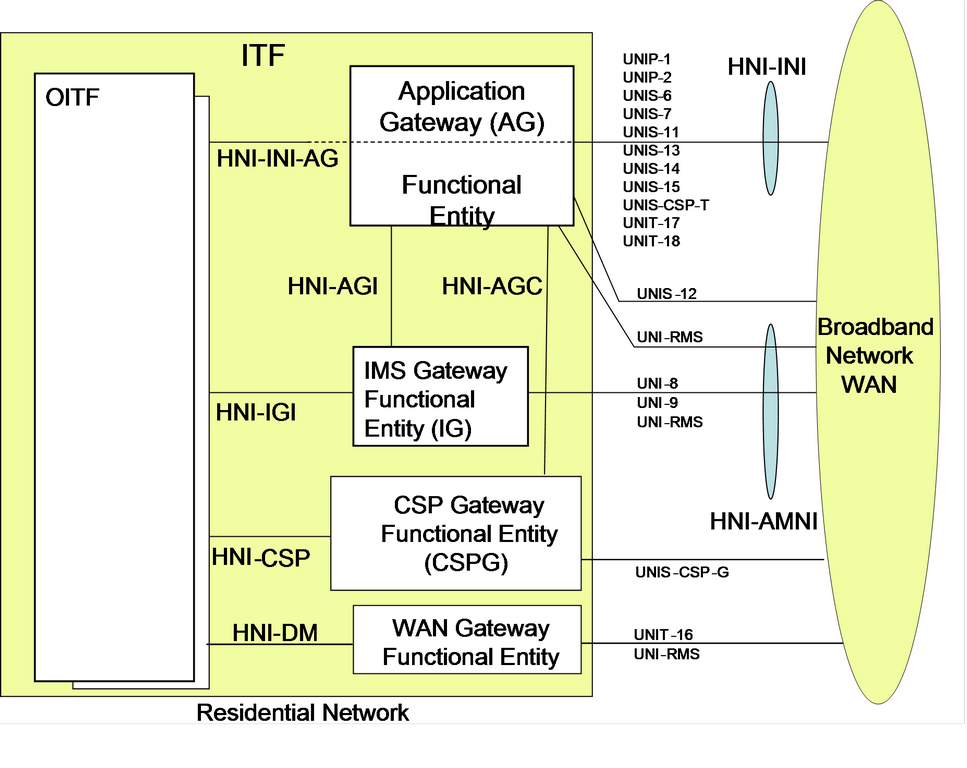 ITF
OITF
Application
Gateway (AG)
Functional
Entity
HNI-INI-AG
UNIP-1
UNIP-2
UNIS-6
UNIS-7
UNIS-11
UNIS-13
UNIS-14
UNIS-15
UNIS-CSP-T
UNIT-17
UNIT-18
HNI-INI
HNI-AGI
HNI-AGC
UNIS-12
UNI-RMS
Broadband
Network
WAN
IMS Gateway
Functional
Entity (IG)
HNI-IGI
UNI-8
UNI-9
UNI-RMS
HNI-AMNI
CSP Gateway
Functional Entity
(CSPG)
HNI-CSP
UNIS-CSP-G
HNI-DM
WAN Gateway
Functional Entity
UNIT-16
UNI-RMS
Residential Network